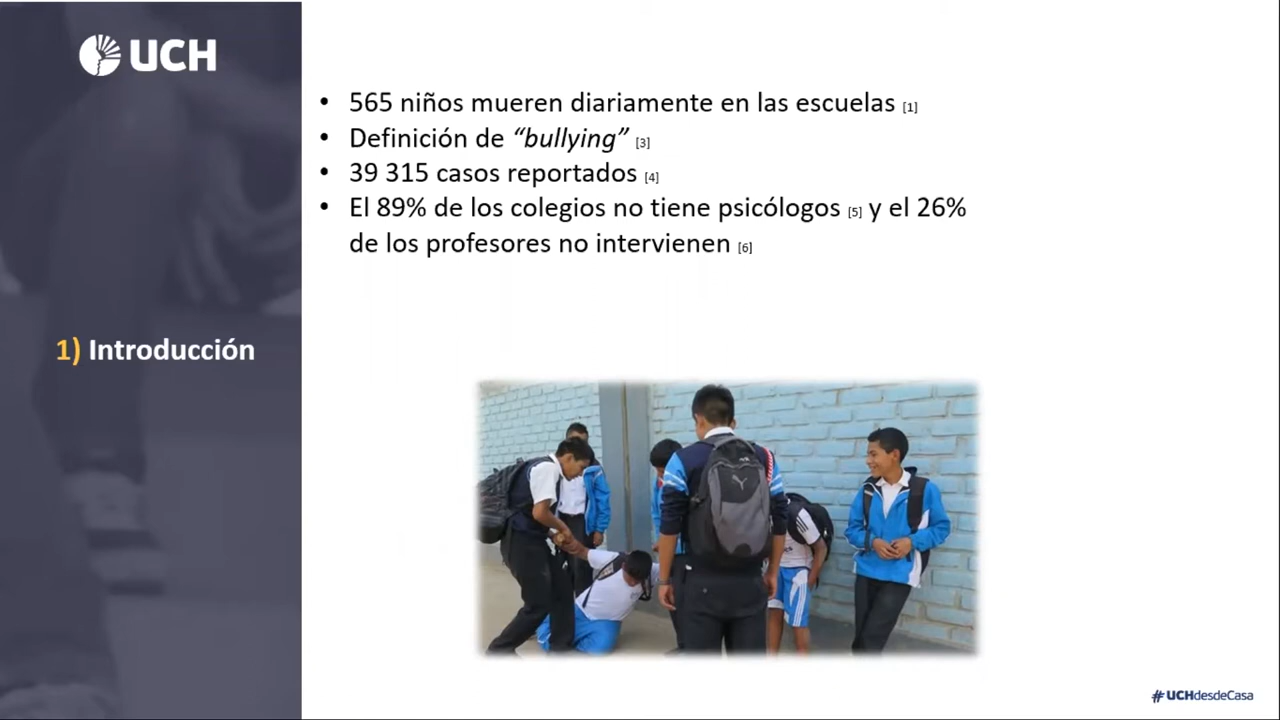 UCH
• 565 niños mueren diariamente en las escuelas [1]
• Definición de “bullying” [3]
• 39 315 casos reportados [4]
• El 89% de los colegios no tiene psicólogos [5] y el 26%
de los profesores no intervienen [6]
1) Introducción
#UCHdesdeCasa